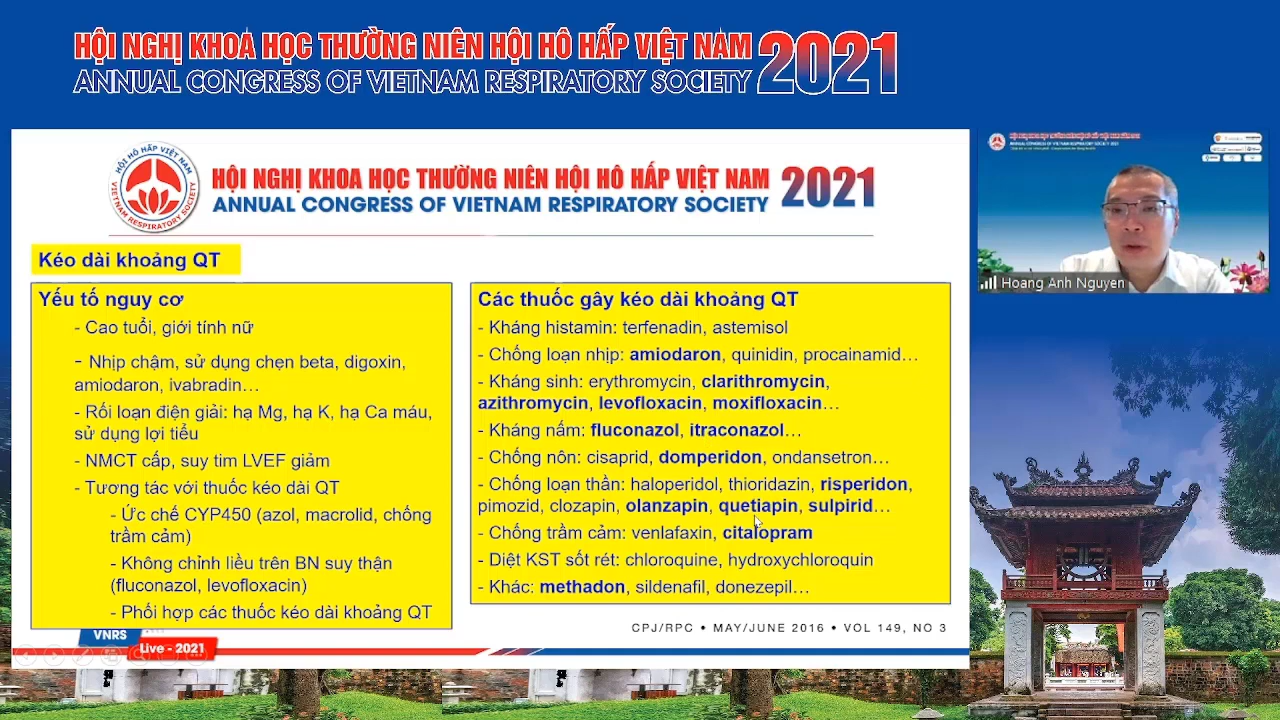 HỘI NGHỊ KHOA HỌC THƯỜNG NIÊN HỘI HÔ HẤP VIỆT NAM 2021
ANNUAL CONGRESS OF VIETNAM RESPIRATORY SOCIETY
HỘI HÔ HẤP VIỆT NAM
VIETNAM RESPIRATORY SOCIETY
HỘI NGHỊ KHOA HỌC THƯỜNG NIÊN HỘI HÔ HẤP VIỆT NAM 2021
ANNUAL CONGRESS OF VIETNAM RESPIRATORY SOCIETY
Kéo dài khoảng QT
Yếu tố nguy cơ
- Cao tuổi, giới tính nữ
- Nhịp chậm, sử dụng chẹn beta, digoxin,
amiodaron, ivabradin…
- Rối loạn điện giải: hạ Mg, hạ K, hạ Ca máu,
sử dụng lợi tiểu
- NMCT cấp, suy tim LVEF giảm
- Tương tác với thuốc kéo dài QT
- Ức chế CYP450 (azol, macrolid, chống
trầm cảm)
- Không chỉnh liều trên BN suy thận
(fluconazol, levofloxacin)
- Phối hợp các thuốc kéo dài khoảng QT
Các thuốc gây kéo dài khoảng QT
- Kháng histamin: terfenadin, astemisol
- Chống loạn nhịp: amiodaron, quinidin, procainamid…
- Kháng sinh: erythromycin, clarithromycin,
azithromycin, levofloxacin, moxifloxacin…
- Kháng nấm: fluconazol, itraconazol…
- Chống nôn: cisaprid, domperidon, ondansetron…
- Chống loạn thần: haloperidol, thioridazin, risperidon,
pimozid, clozapin, olanzapin, quetiapin, sulpirid…
- Chống trầm cảm: venlafaxin, citalopram
- Diệt KST sốt rét: chloroquine, hydroxychloroquin
- Khác: methadon, sildenafil, donezepil…
CPJ/RPC • MAY/JUNE 2016 • VOL 149, NO 3
VNRS
Live - 2021
Hoang Anh Nguyen